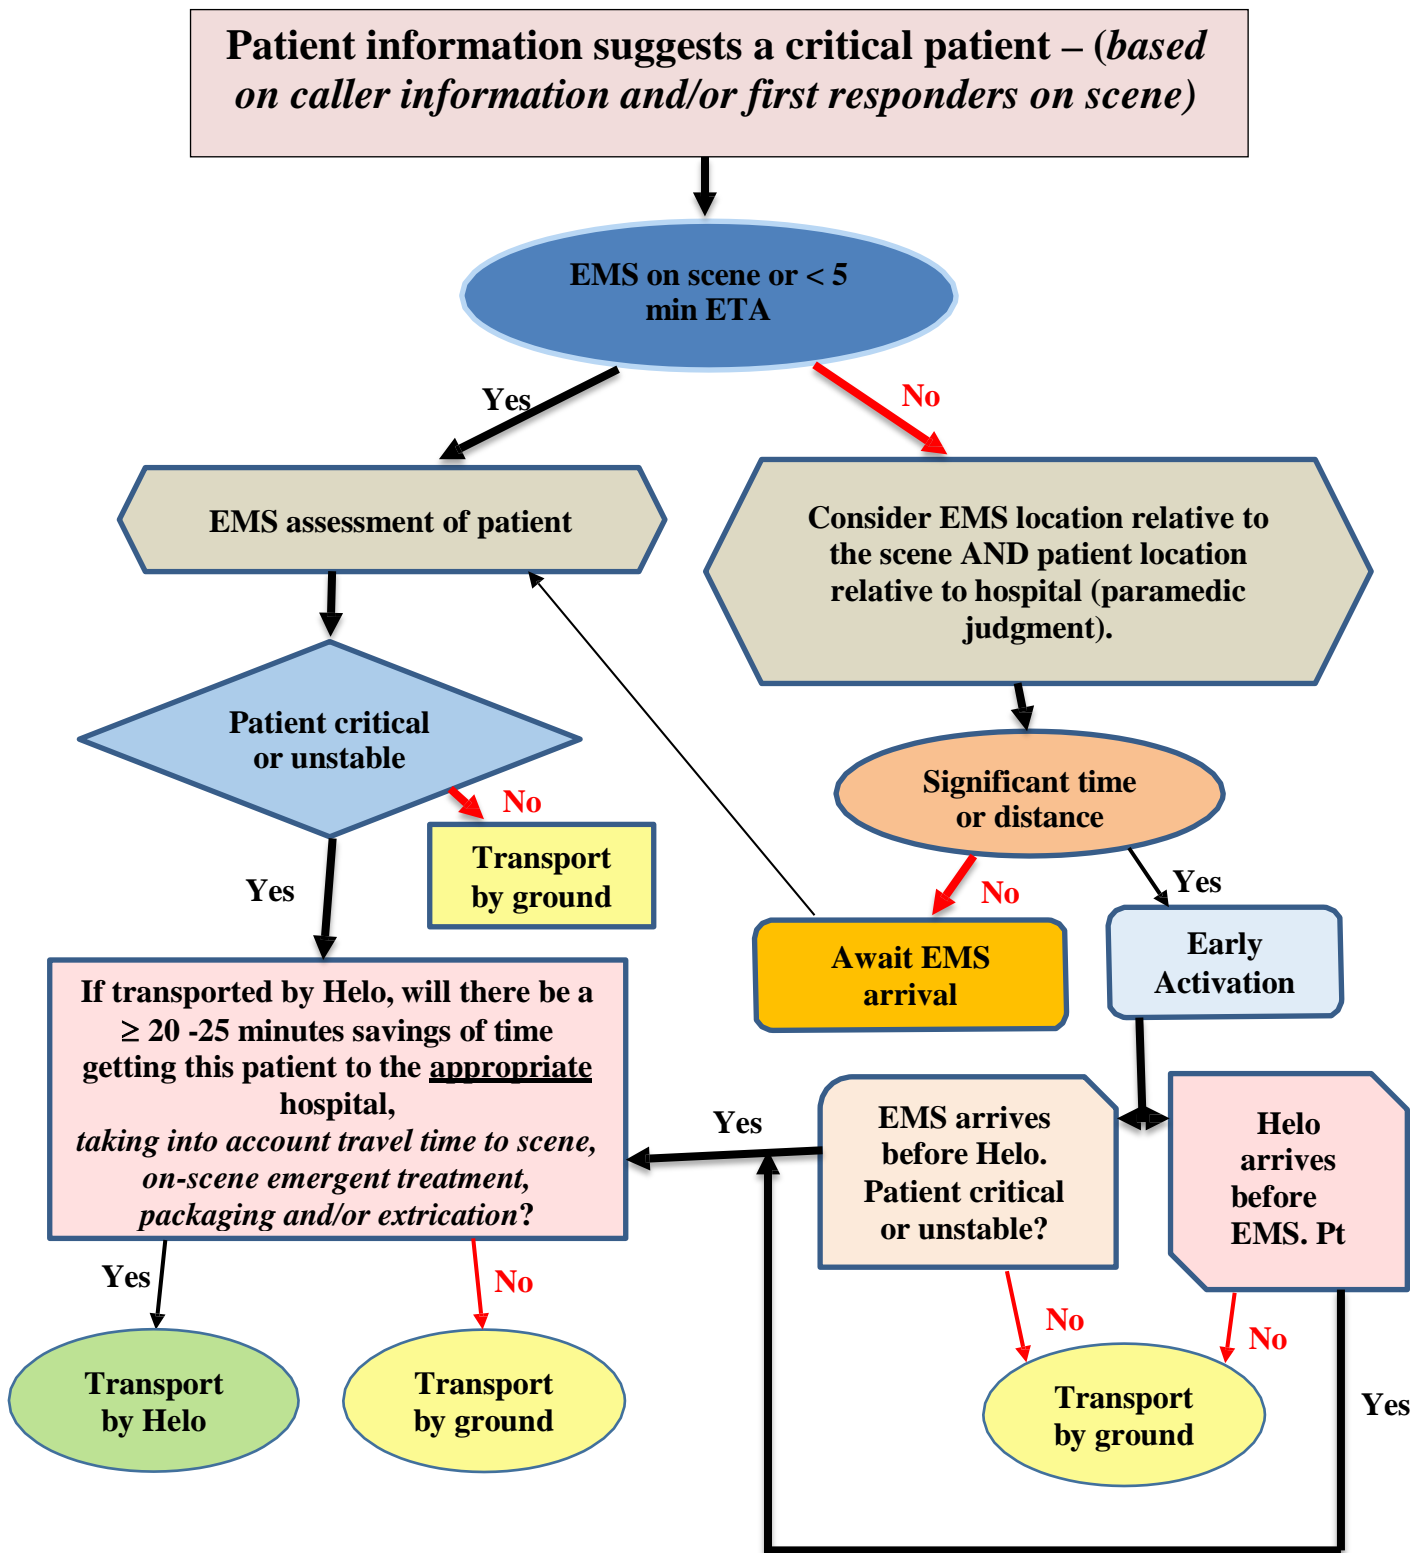 Patient information suggests a critical patient – (based
on caller information and/or first responders on scene)
EMS on scene or < 5
min ETA
Yes
No
EMS assessment of patient
Consider EMS location relative to
the scene AND patient location
relative to hospital (paramedic
judgment).
Patient critical
or unstable
No
Transport
by ground
Yes
Significant time
or distance
No
Yes
Await EMS
arrival
Early
Activation
If transported by Helo, will there be a
≥ 20 -25 minutes savings of time
getting this patient to the appropriate
hospital,
taking into account travel time to scene,
on-scene emergent treatment,
packaging and/or extrication?
Yes
EMS arrives
before Helo.
Patient critical
or unstable?
Helo
arrives
before
EMS. Pt
Yes
No
No
No
Yes
Transport
by Helo
Transport
by ground
Transport
by ground